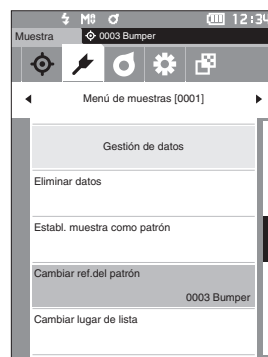 M 12:34
Muestra 0003 Bumper
Menú de muestras [0001]
Gestión de datos
Eliminar datos
Establ. muestra como patrón
Cambiar ref.del patrón
0003 Bumper
Cambiar lugar de lista